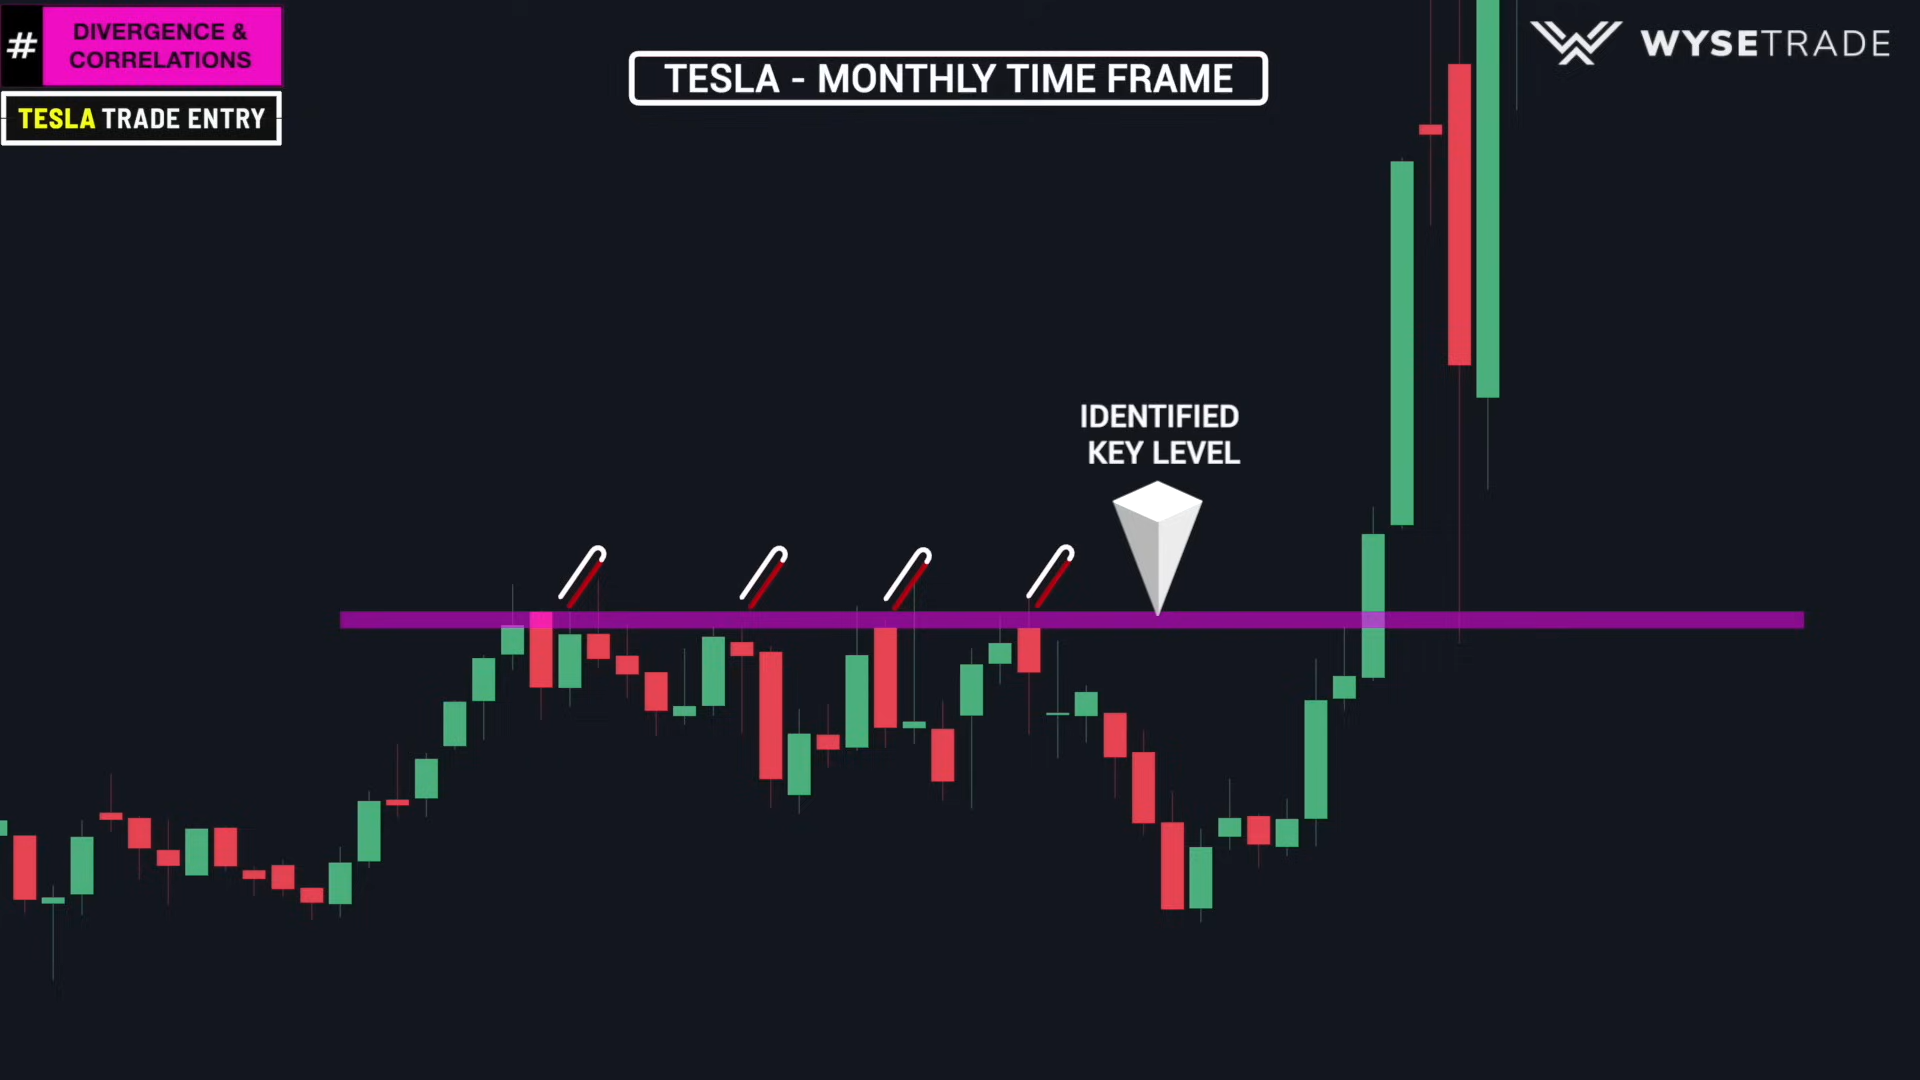 #
DIVERGENCE &
CORRELATIONS
TESLA TRADE ENTRY
TESLA - MONTHLY TIME FRAME
WYSETRADE
IDENTIFIED
KEY LEVEL